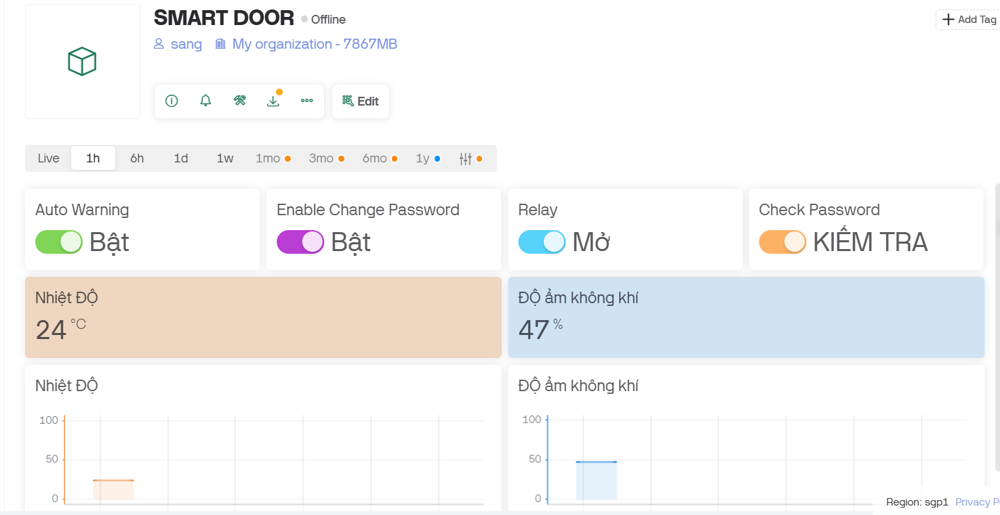 SMART DOOR Offline
Add Tag
sang My organization - 7867MB
Edit
Live 1h 6h 1d 1w 1mo 3mo 6mo 1y
Auto Warning
Bật
Enable Change Password
Bật
Relay
Mở
Check Password
KIỂM TRA
Nhiệt ĐỘ
24 °C
ĐỘ ẩm không khí
47 %
Nhiệt ĐỘ
100
50
0
ĐỘ ẩm không khí
100
50
0
Region: sgp1 Privacy